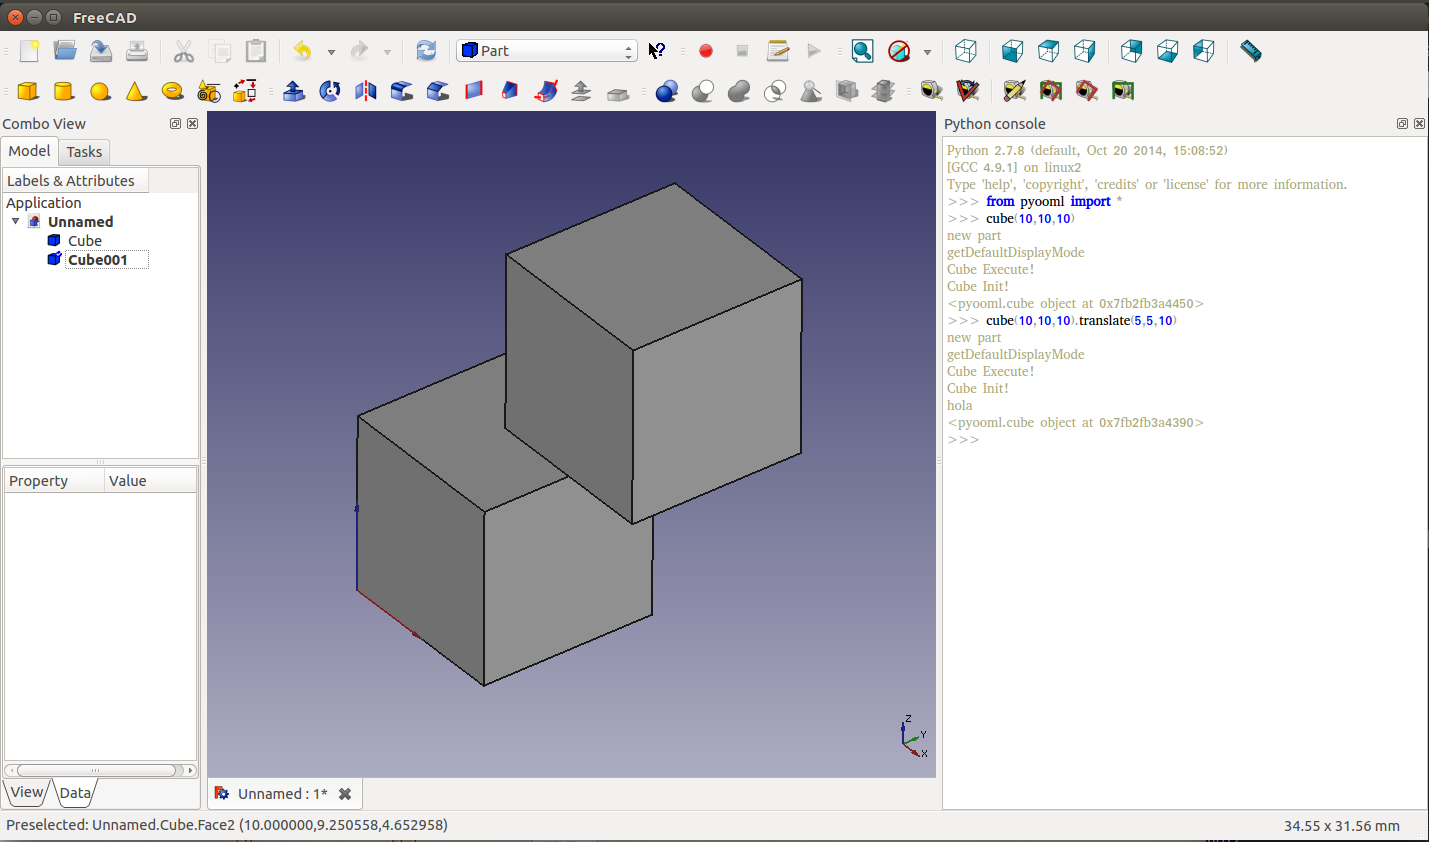 FreeCAD
Part
Combo View
Model
Tasks
Labels & Attributes
Application
Unnamed
Cube
Cube001
Property
Value
View
Data
Z
Y
X
Unnamed : 1*
Python console
Python 2.7.8 (default, Oct 20 2014, 15:08:52)
[GCC 4.9.1] on linux2
Type 'help', 'copyright', 'credits' or 'license' for more information.
>>> from pyooml import *
>>> cube(10,10,10)
new part
getDefaultDisplayMode
Cube Execute!
Cube Init!
<pyooml.cube object at 0x7fb2fb3a4450>
>>> cube(10,10,10).translate(5,5,10)
new part
getDefaultDisplayMode
Cube Execute!
Cube Init!
hola
<pyooml.cube object at 0x7fb2fb3a4390>
>>>
Preselected: Unnamed.Cube.Face2 (10.000000,9.250558,4.652958)
34.55 x 31.56 mm